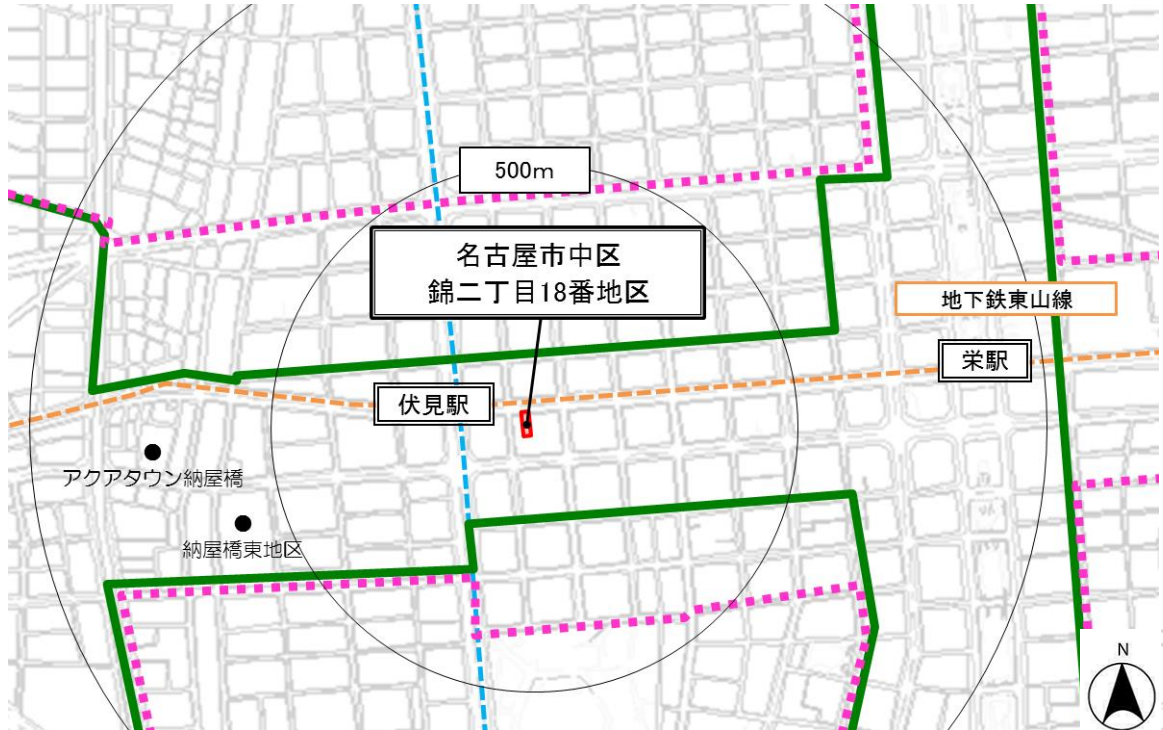 500m
名古屋市中区
錦二丁目18番地区
地下鉄東山線
栄駅
伏見駅
アクアタウン納屋橋
納屋橋東地区
N